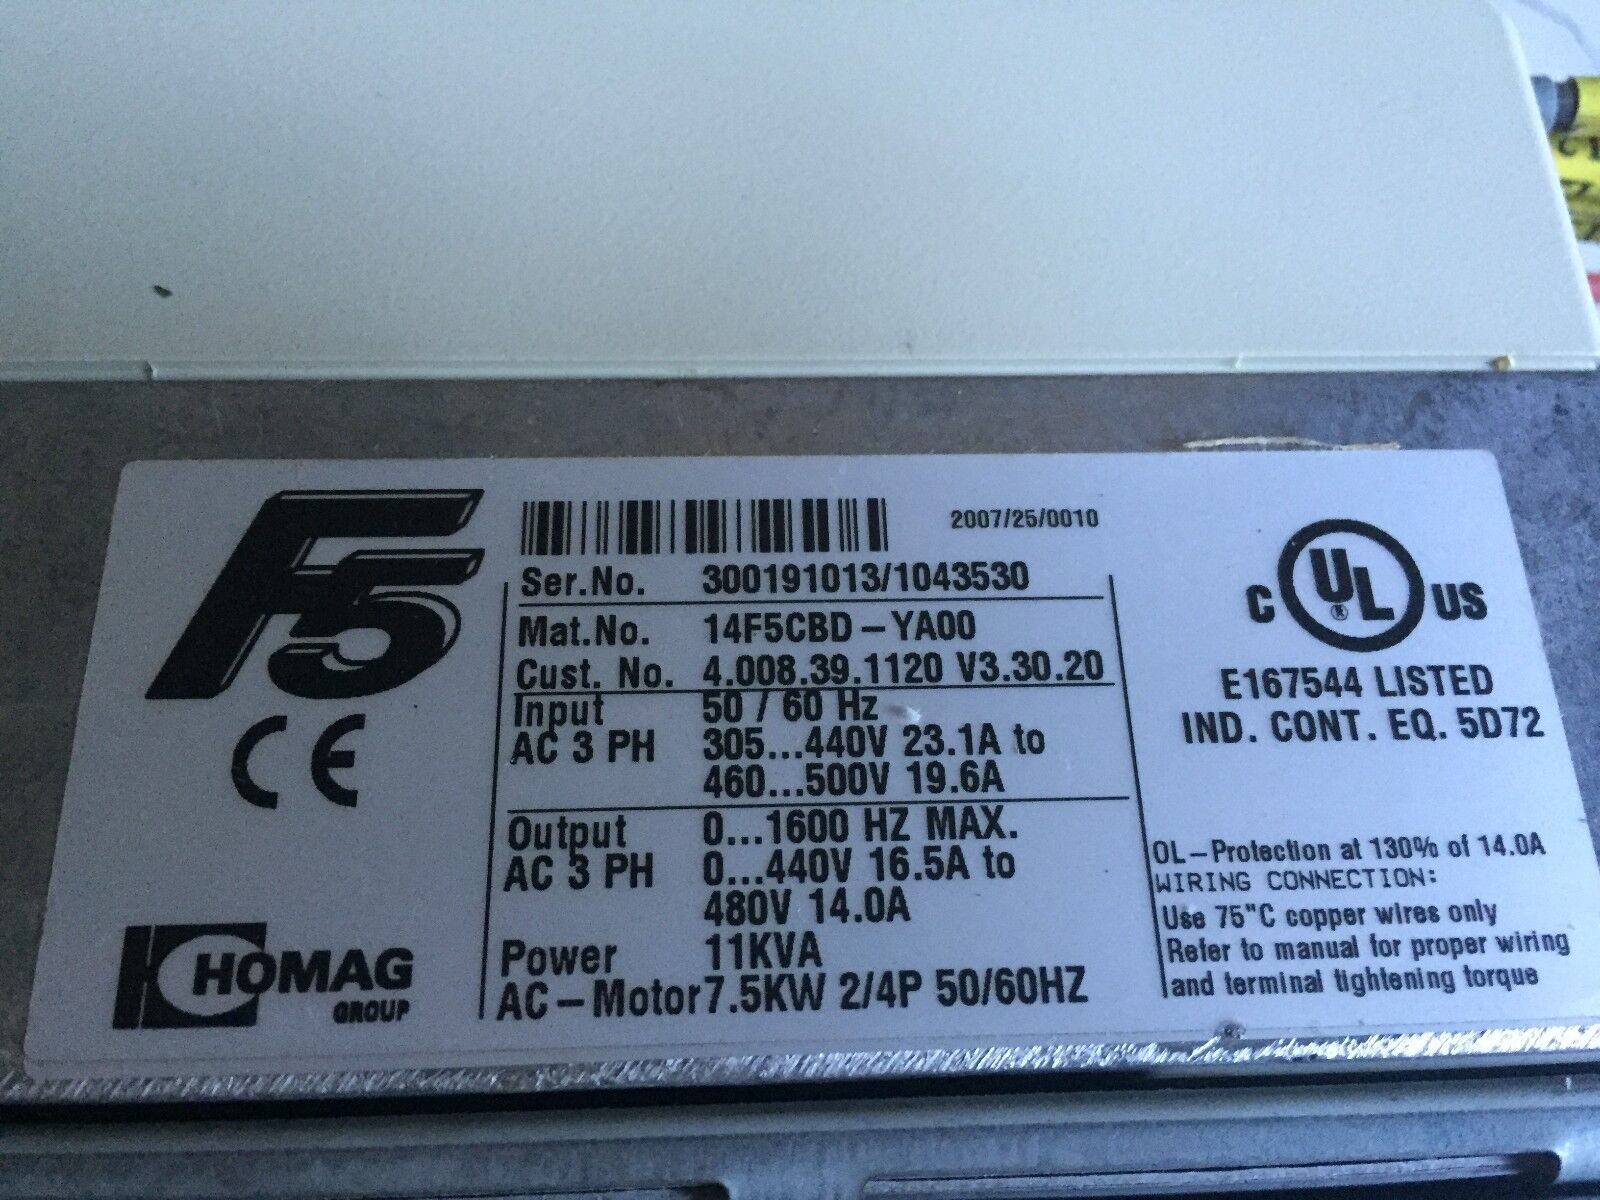 F5
CE
HOMAG
GROUP
2007/25/0010
Ser.No. 300191013/1043530
Mat.No. 14F5CBD-YA00
Cust. No. 4.008.39.1120 V3.30.20
Input 50 / 60 Hz
AC 3 PH 305...440V 23.1A to
460...500V 19.6A
Output 0...1600 HZ MAX.
AC 3 PH 0...440V 16.5A to
480V 14.0A
Power 11KVA
AC-Motor 7.5KW 2/4P 50/60HZ
C UL® US
E167544 LISTED
IND. CONT. EQ. 5D72
OL-Protection at 130% of 14.0A
WIRING CONNECTION:
Use 75"C copper wires only
Refer to manual for proper wiring
and terminal tightening torque